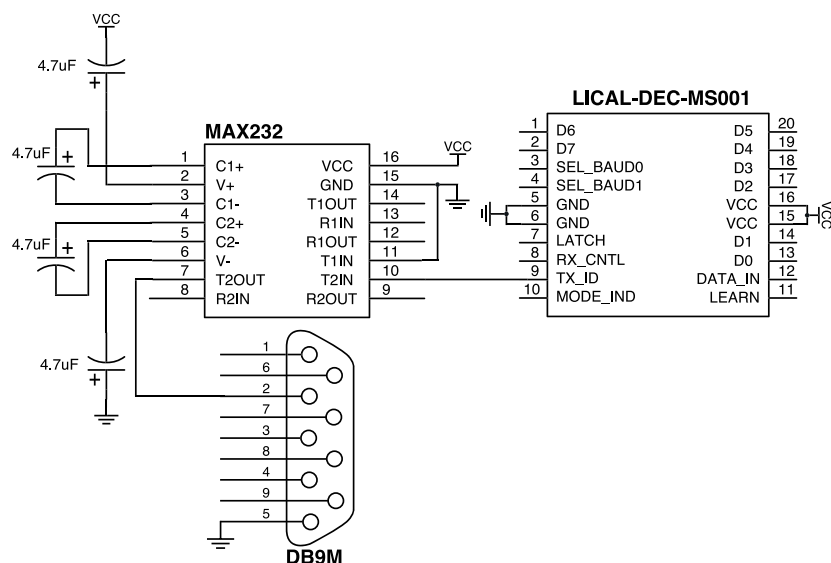 VCC
4.7uF
+
LICAL-DEC-MS001
MAX232
4.7uF
+
1 C1+ VCC 16 VCC
2 V+ GND 15
3 C1- T1OUT 14
4 C2+ R1IN 13
5 C2- R1OUT 12
6 V- T1IN 11
7 T2OUT T2IN 10
8 R2IN R2OUT 9
4.7uF
+
4.7uF
+
1 D6 D5 20
2 D7 D4 19
3 SEL_BAUD0 D3 18
4 SEL_BAUD1 D2 17
5 GND VCC 16
6 GND VCC 15
VCC
7 LATCH D1 14
8 RX_CNTL D0 13
9 TX_ID DATA_IN 12
10 MODE_IND LEARN 11
1
6
2
7
3
8
4
9
5
DB9M